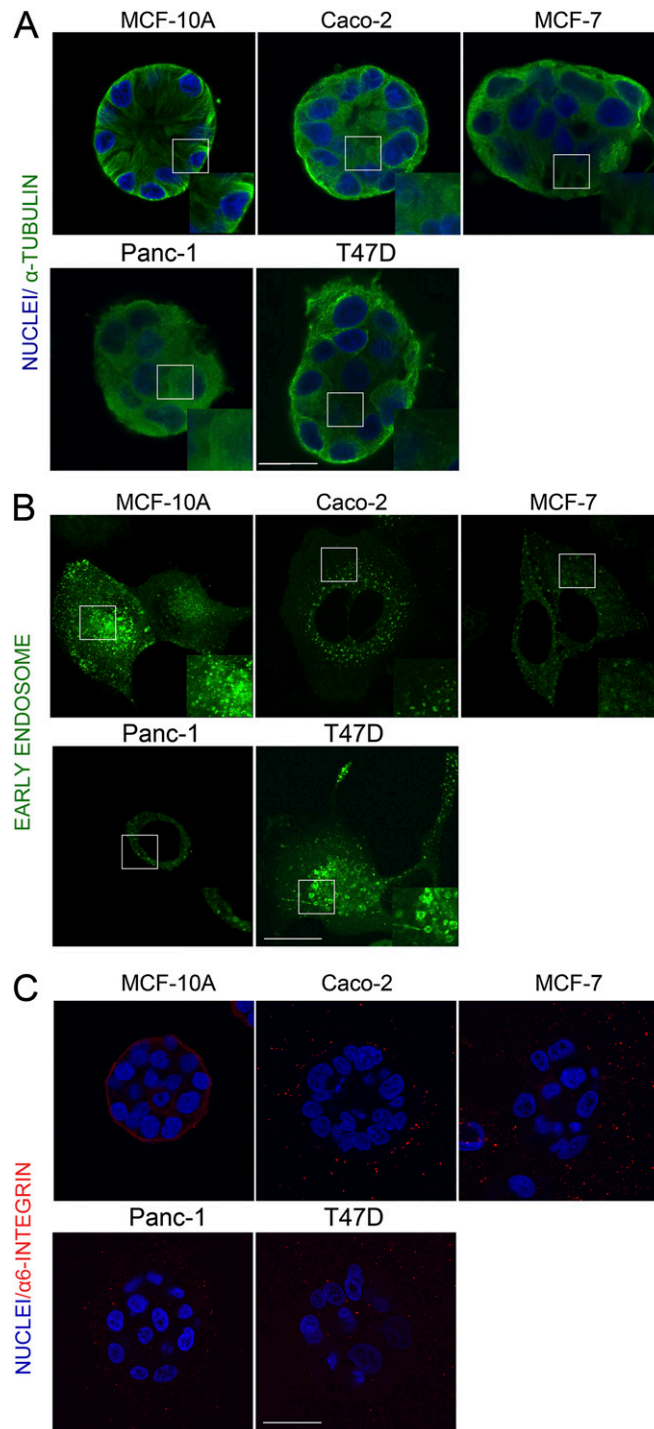 A
MCF-10A Caco-2 MCF-7
Panc-1 T47D
NUCLEI/ α-TUBULIN
B
MCF-10A Caco-2 MCF-7
Panc-1 T47D
EARLY ENDOSOME
C
MCF-10A Caco-2 MCF-7
Panc-1 T47D
NUCLEI/α6-INTEGRIN